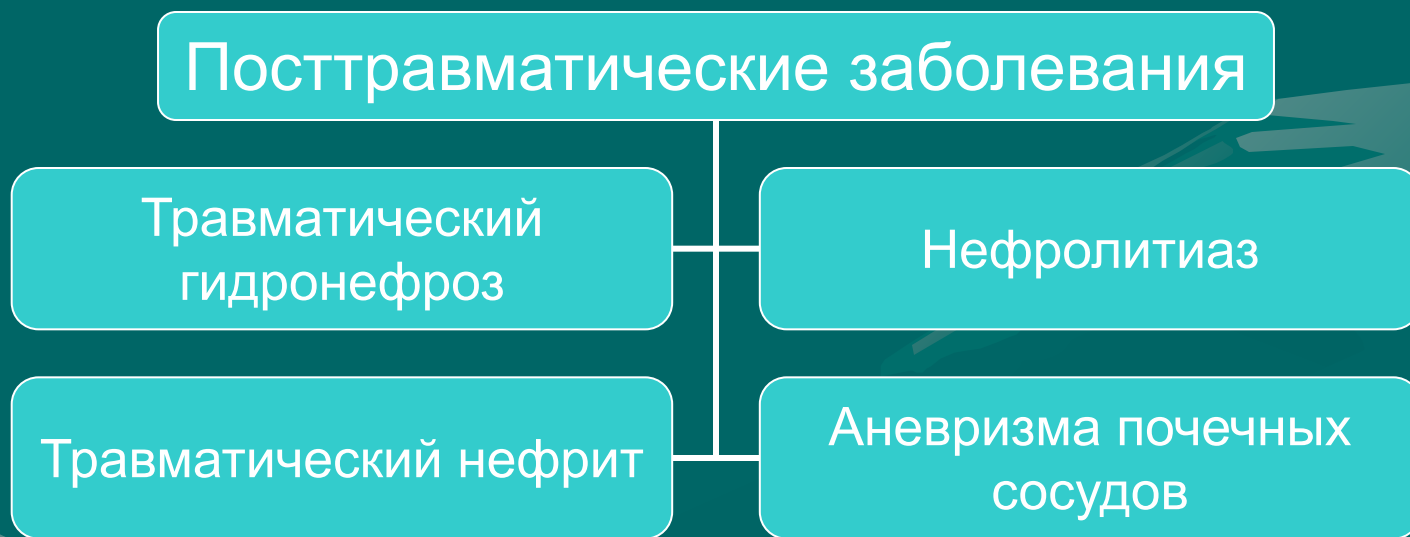 Посттравматические заболевания
Травматический
гидронефроз
Нефролитиаз
Травматический нефрит
Аневризма почечных
сосудов